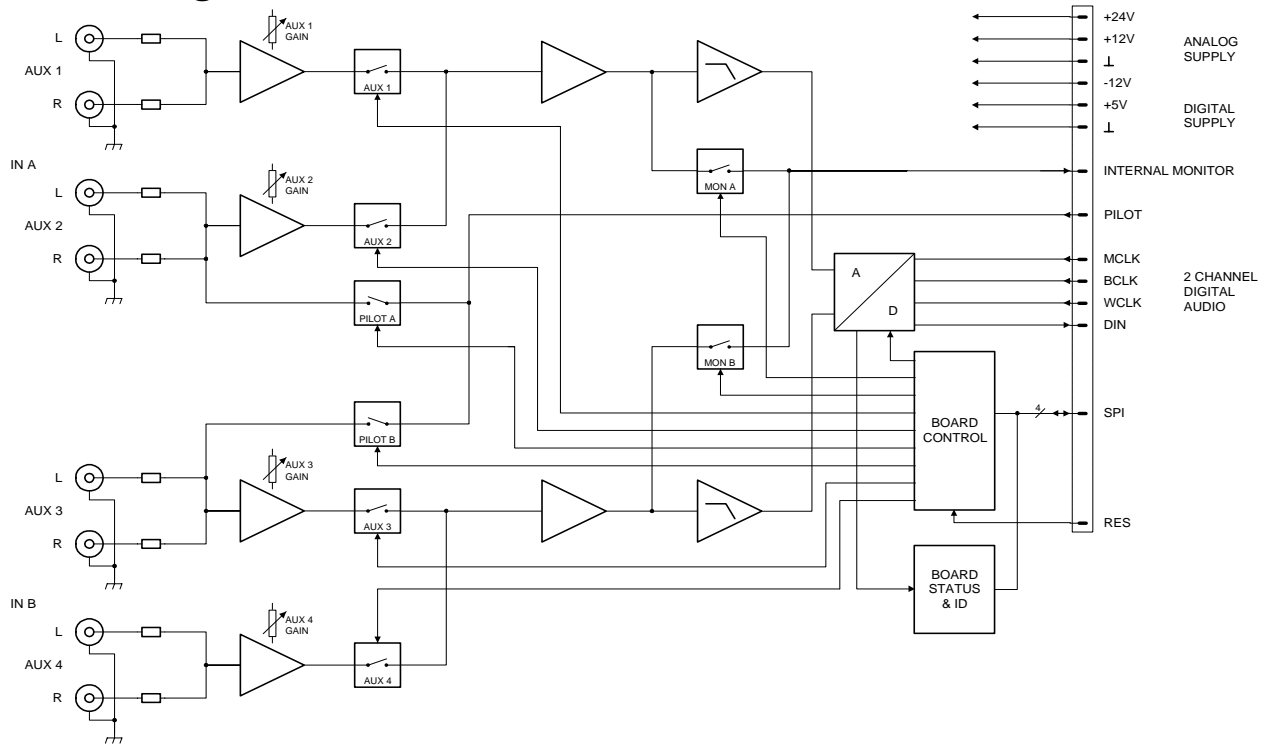 L
AUX 1
R
AUX 1
GAIN
AUX 1
IN A
L
AUX 2
R
AUX 2
GAIN
AUX 2
PILOT A
PILOT B
L
AUX 3
R
AUX 3
GAIN
AUX 3
IN B
L
AUX 4
R
AUX 4
GAIN
AUX 4
MON A
MON B
A
D
BOARD
CONTROL
BOARD
STATUS
& ID
4
+24V
+12V
⊥
-12V
+5V
⊥
ANALOG
SUPPLY
DIGITAL
SUPPLY
INTERNAL MONITOR
PILOT
MCLK
BCLK
WCLK
DIN
2 CHANNEL
DIGITAL
AUDIO
SPI
RES